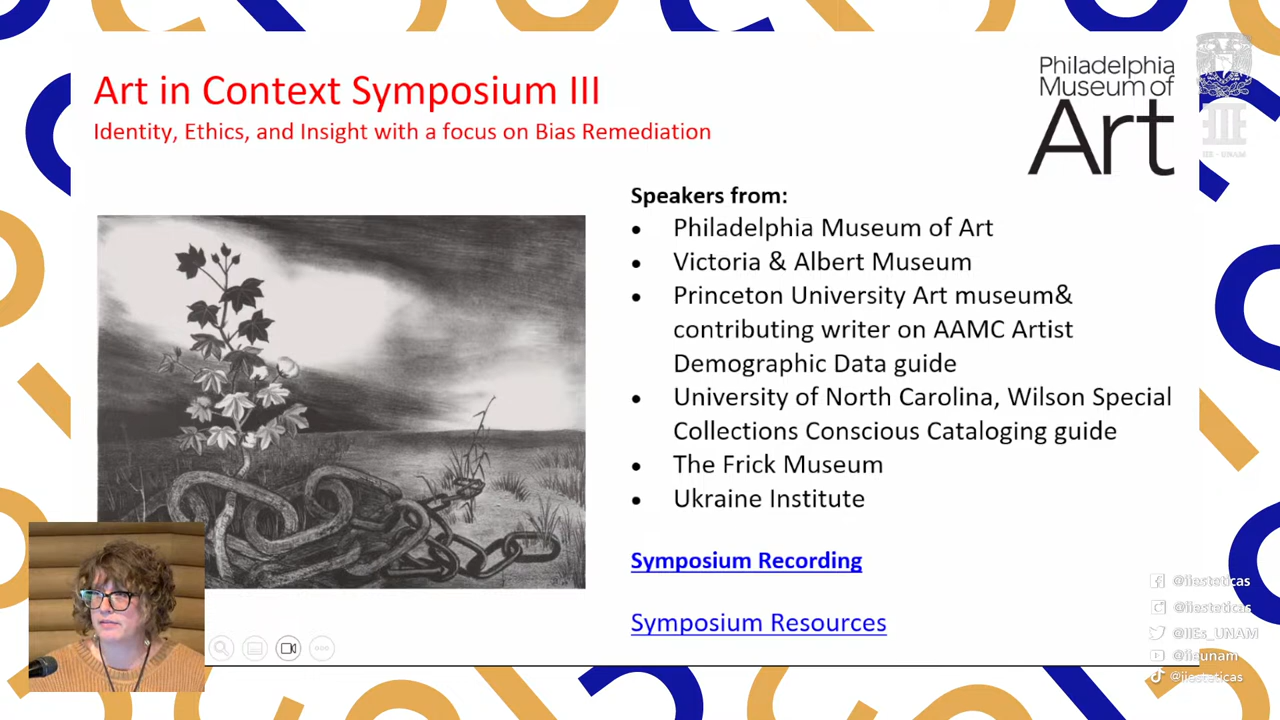 Art in Context Symposium III
Identity, Ethics, and Insight with a focus on Bias Remediation
Philadelphia
Museum of
Art
IIE - UNAM
Speakers from:
• Philadelphia Museum of Art
• Victoria & Albert Museum
• Princeton University Art museum&
contributing writer on AAMC Artist
Demographic Data guide
• University of North Carolina, Wilson Special
Collections Conscious Cataloging guide
• The Frick Museum
• Ukraine Institute
Symposium Recording
Symposium Resources
@iiesteticas
@iiesteticas
@IIEs_UNAM
@iieunam
@iiesteticas